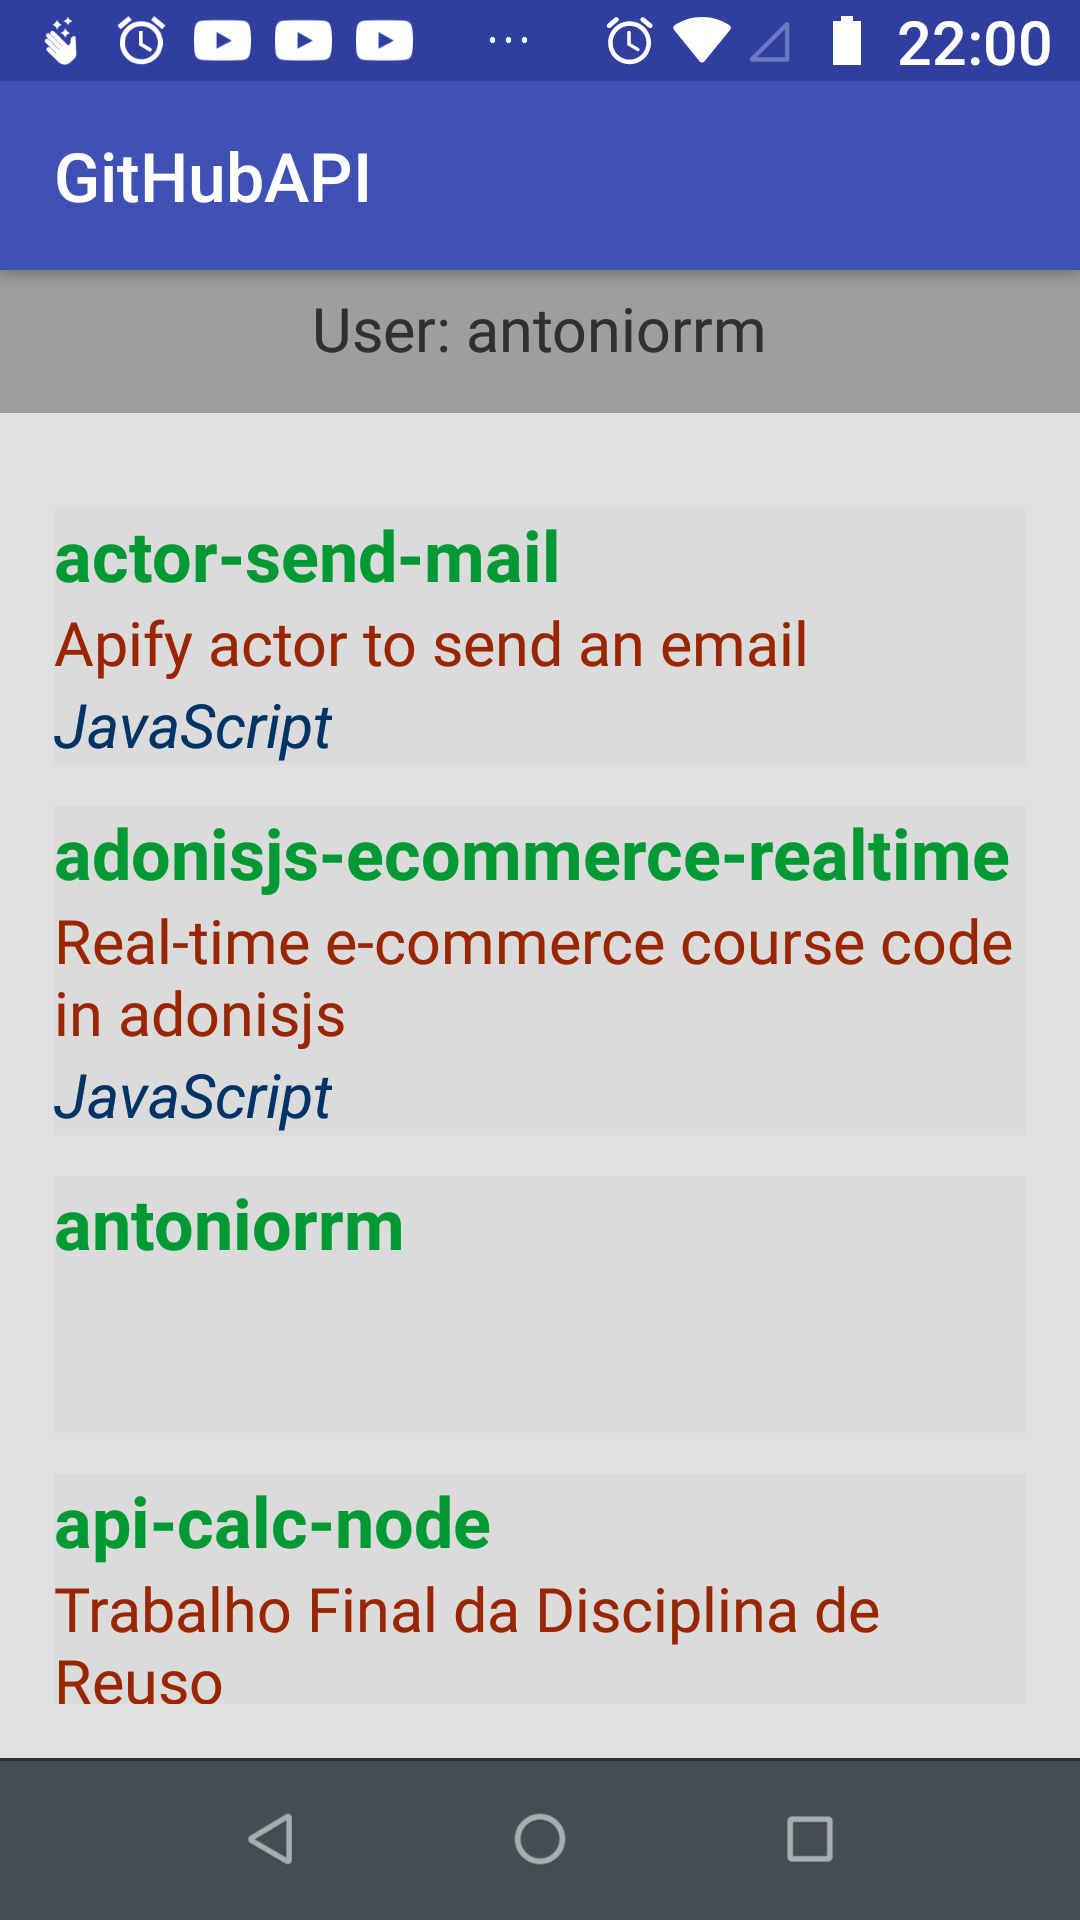 22:00
GitHubAPI
User: antoniorrm
actor-send-mail
Apify actor to send an email
JavaScript
adonisjs-ecommerce-realtime
Real-time e-commerce course code
in adonisjs
JavaScript
antoniorrm
api-calc-node
Trabalho Final da Disciplina de
Reuso